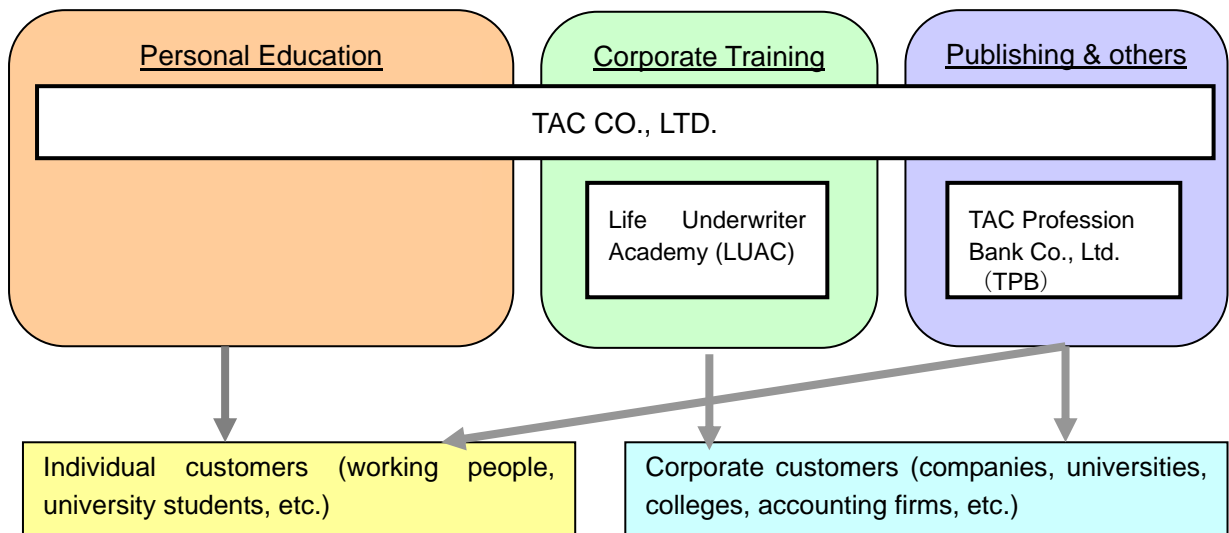 Personal Education
Corporate Training
Publishing & others
TAC CO., LTD.
Life Underwriter
Academy (LUAC)
TAC Profession
Bank Co., Ltd.
（TPB）
Individual customers (working people,
university students, etc.)
Corporate customers (companies, universities,
colleges, accounting firms, etc.)